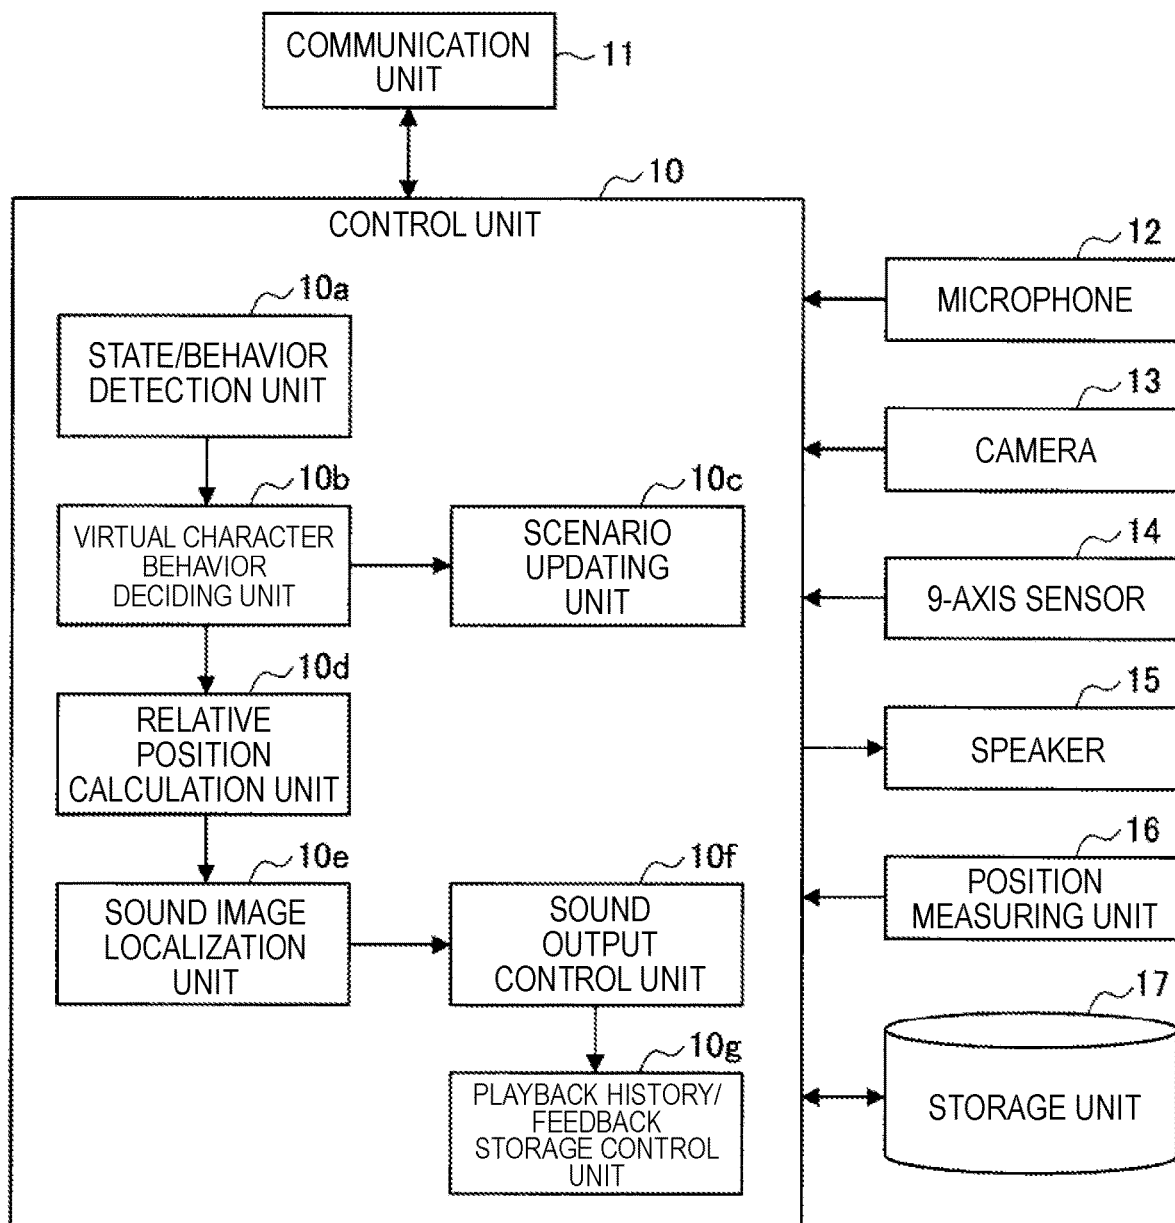 COMMUNICATION
UNIT
11
10
CONTROL UNIT
12
MICROPHONE
10a
STATE/BEHAVIOR
DETECTION UNIT
13
CAMERA
10b
VIRTUAL CHARACTER
BEHAVIOR
DECIDING UNIT
10c
SCENARIO
UPDATING
UNIT
14
9-AXIS SENSOR
10d
RELATIVE
POSITION
CALCULATION UNIT
15
SPEAKER
10e
SOUND IMAGE
LOCALIZATION
UNIT
10f
SOUND
OUTPUT
CONTROL UNIT
16
POSITION
MEASURING UNIT
10g
PLAYBACK HISTORY/
FEEDBACK
STORAGE CONTROL
UNIT
17
STORAGE UNIT